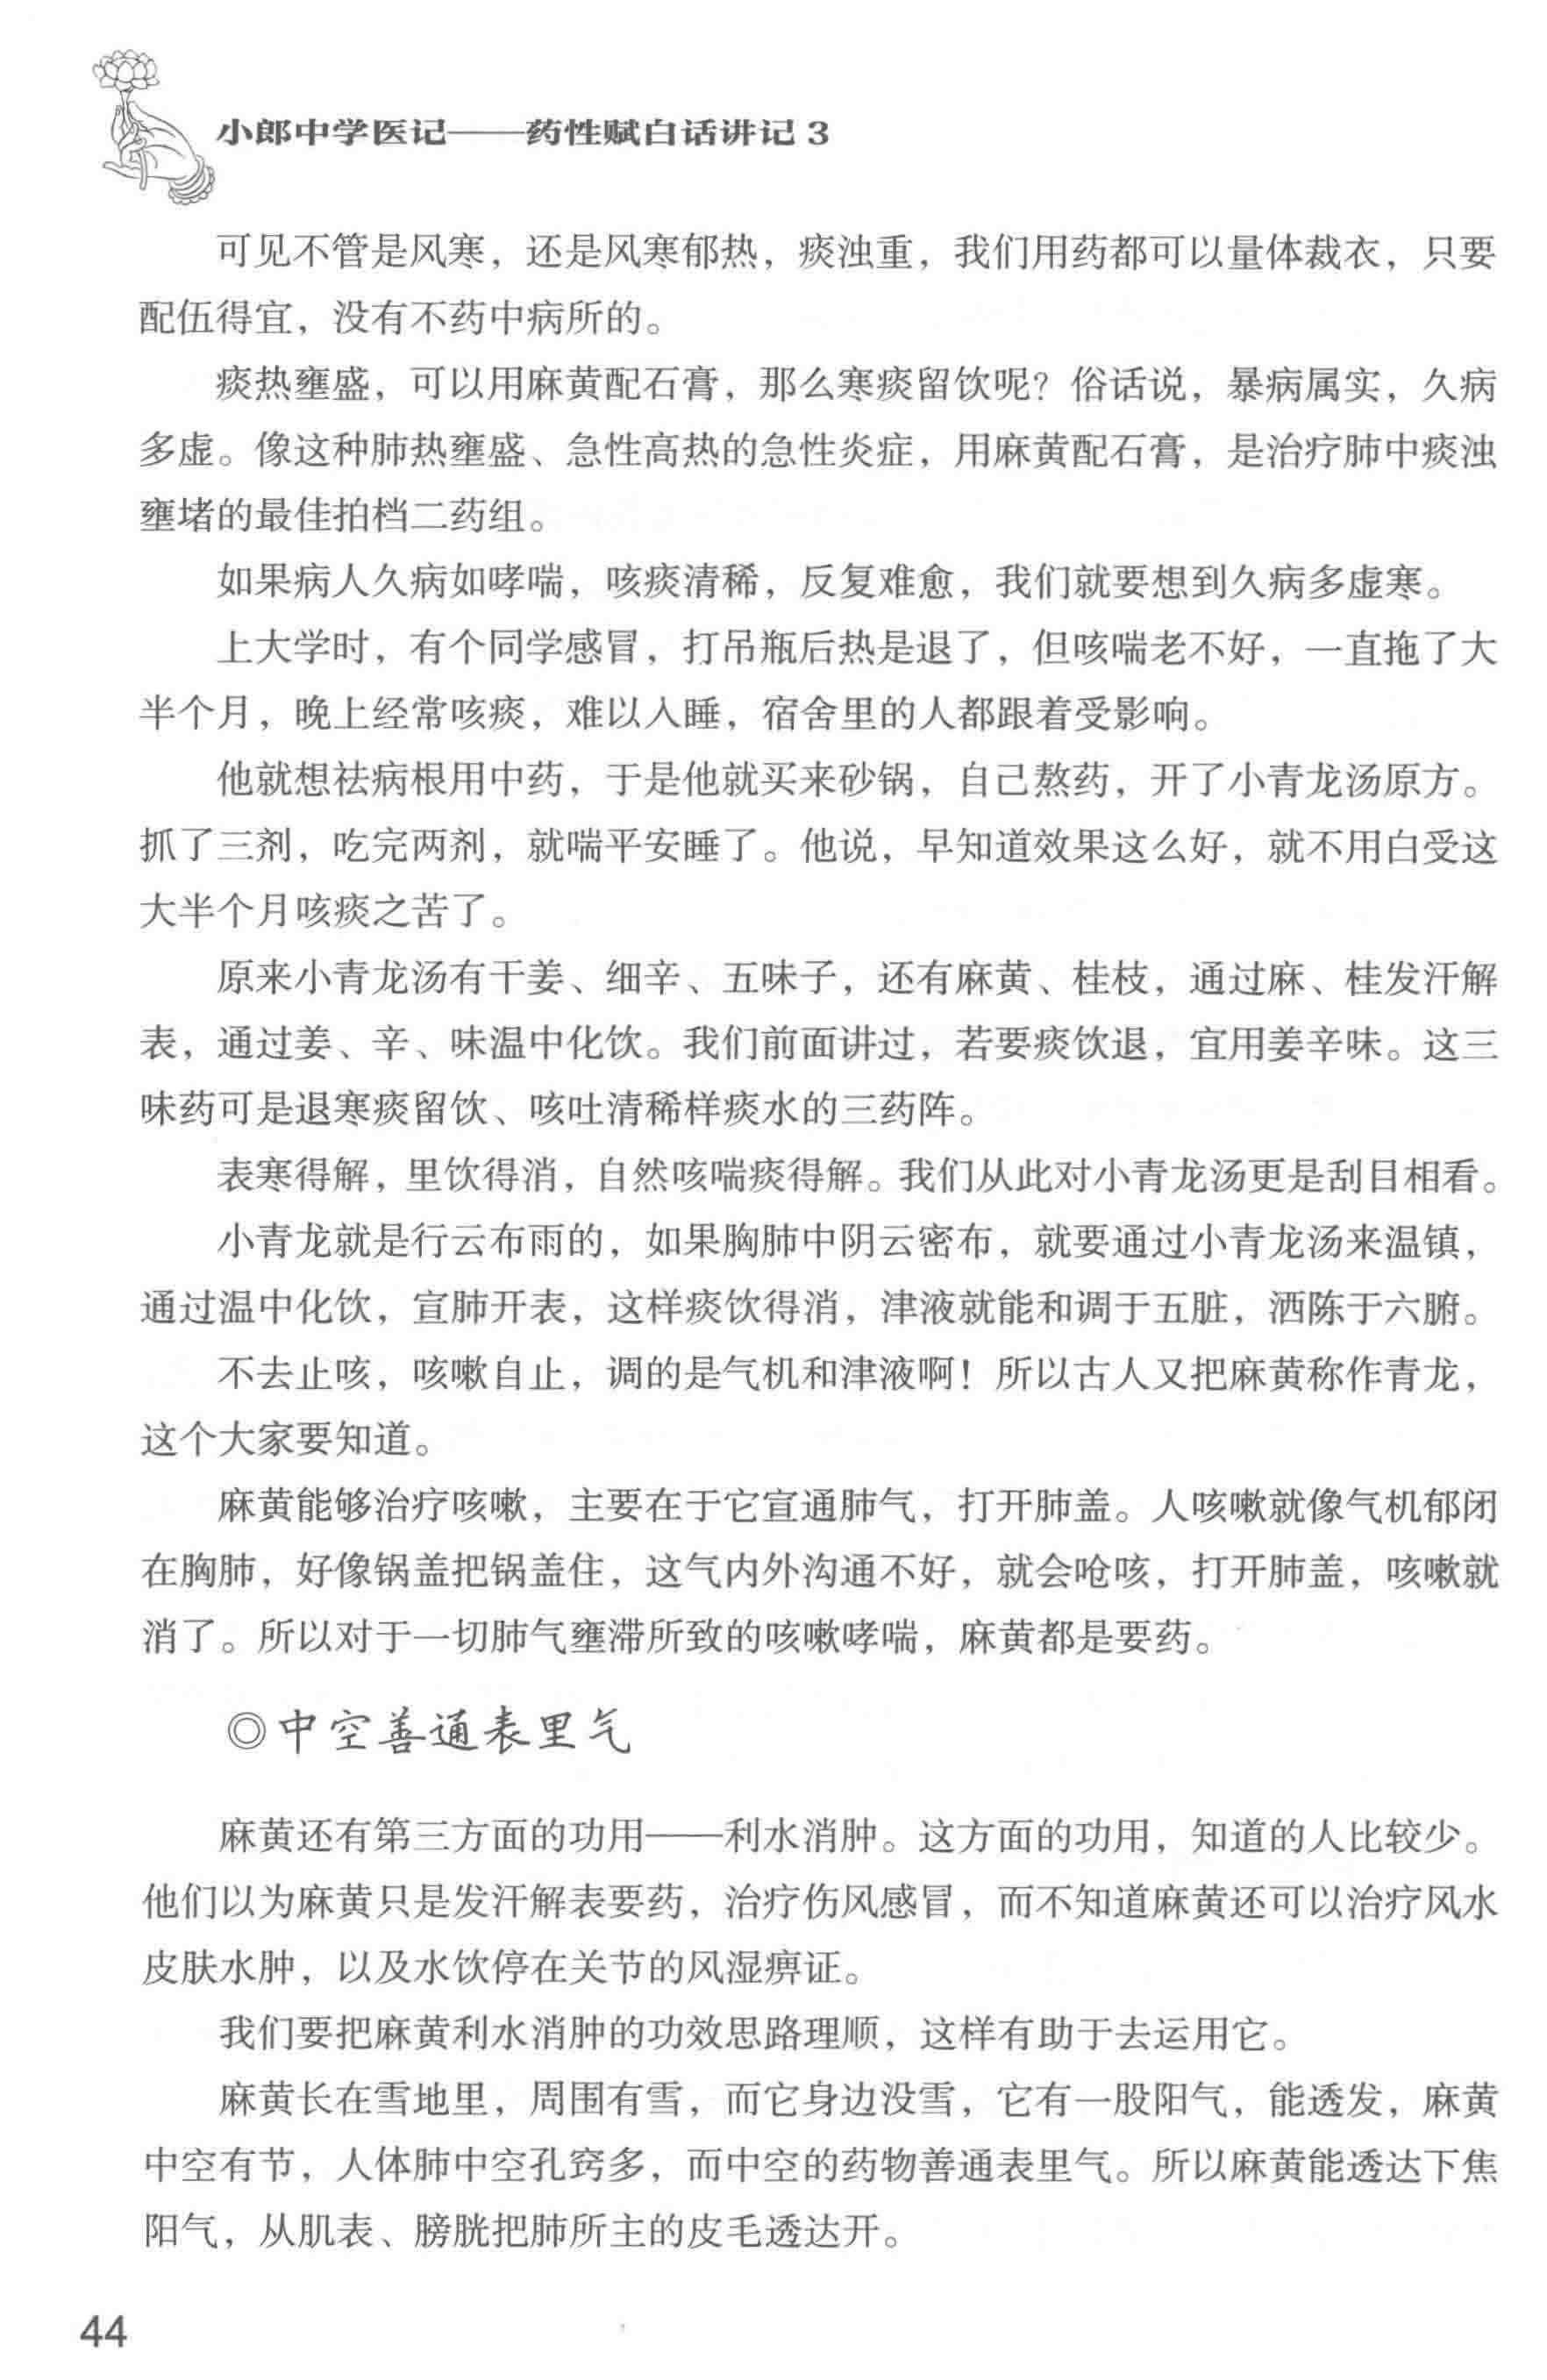 小郎中学医记——药性赋白话讲记3
可见不管是风寒，还是风寒郁热，痰浊重，我们用药都可以量体裁衣，只要
配伍得宜，没有不药中病所的。
痰热壅盛，可以用麻黄配石膏，那么寒痰留饮呢？俗话说，暴病属实，久病
多虚。像这种肺热壅盛、急性高热的急性炎症，用麻黄配石膏，是治疗肺中痰浊
壅堵的最佳拍档二药组。
如果病人久病如哮喘，咳痰清稀，反复难愈，我们就要想到久病多虚寒。
上大学时，有个同学感冒，打吊瓶后热是退了，但咳喘老不好，一直拖了大
半个月，晚上经常咳痰，难以入睡，宿舍里的人都跟着受影响。
他就想祛病根用中药，于是他就买来砂锅，自己熬药，开了小青龙汤原方。
抓了三剂，吃完两剂，就喘平安睡了。他说，早知道效果这么好，就不用白受这
大半个月咳痰之苦了。
原来小青龙汤有干姜、细辛、五味子，还有麻黄、桂枝，通过麻、桂发汗解
表，通过姜、辛、味温中化饮。我们前面讲过，若要痰饮退，宜用姜辛味。这三
味药可是退寒痰留饮、咳吐清稀样痰水的三药阵。
表寒得解，里饮得消，自然咳喘痰得解。我们从此对小青龙汤更是刮目相看。
小青龙就是行云布雨的，如果胸肺中阴云密布，就要通过小青龙汤来温镇，
通过温中化饮，宣肺开表，这样痰饮得消，津液就能和调于五脏，洒陈于六腑。
不去止咳，咳嗽自止，调的是气机和津液啊！所以古人又把麻黄称作青龙，
这个大家要知道。
麻黄能够治疗咳嗽，主要在于它宣通肺气，打开肺盖。人咳嗽就像气机郁闭
在胸肺，好像锅盖把锅盖住，这气内外沟通不好，就会呛咳，打开肺盖，咳嗽就
消了。所以对于一切肺气壅滞所致的咳嗽哮喘，麻黄都是要药。
◎中空善通表里气
麻黄还有第三方面的功用——利水消肿。这方面的功用，知道的人比较少。
他们以为麻黄只是发汗解表要药，治疗伤风感冒，而不知道麻黄还可以治疗风水
皮肤水肿，以及水饮停在关节的风湿痹证。
我们要把麻黄利水消肿的功效思路理顺，这样有助于去运用它。
麻黄长在雪地里，周围有雪，而它身边没雪，它有一股阳气，能透发，麻黄
中空有节，人体肺中空孔窍多，而中空的药物善通表里气。所以麻黄能透达下焦
阳气，从肌表、膀胱把肺所主的皮毛透达开。
44